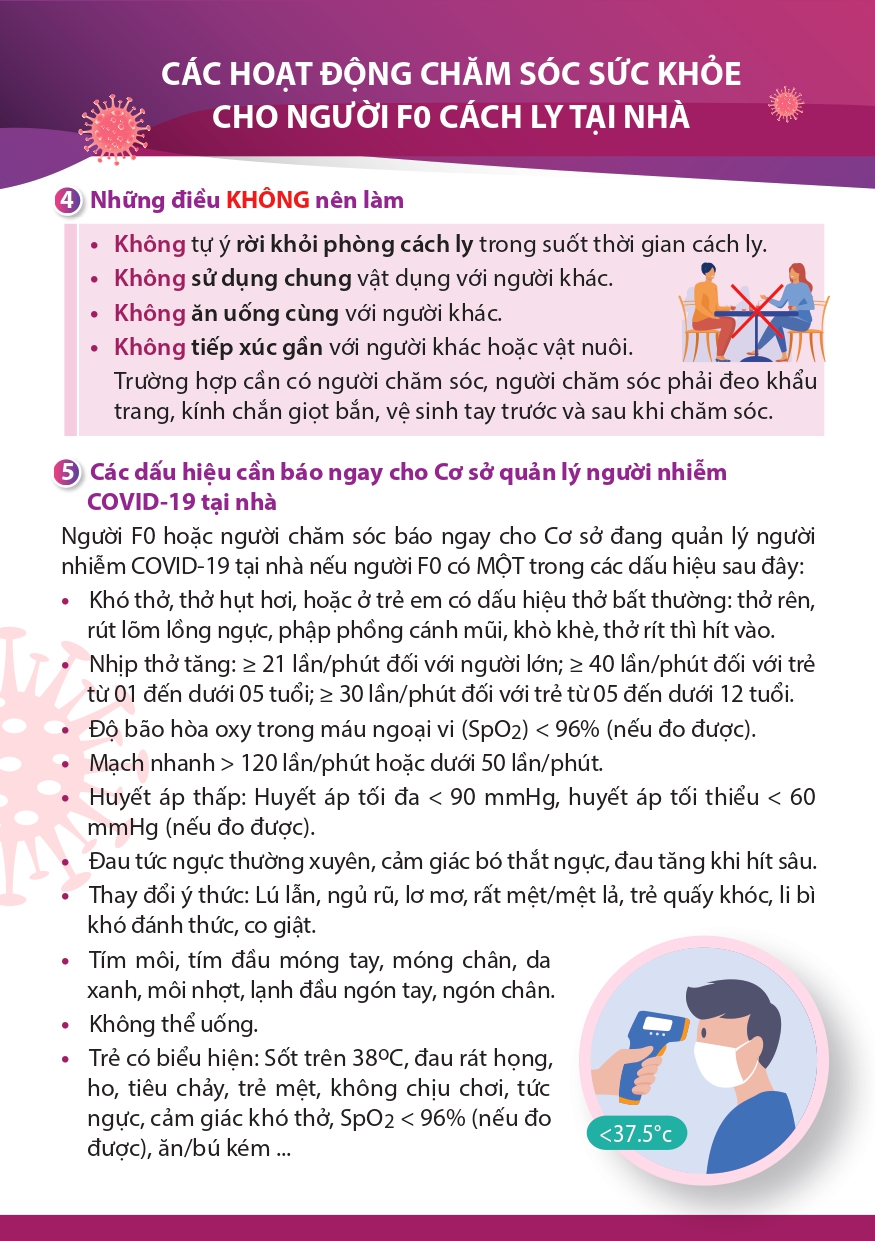 CÁC HOẠT ĐỘNG CHĂM SÓC SỨC KHỎE
CHO NGƯỜI F0 CÁCH LY TẠI NHÀ
4 Những điều KHÔNG nên làm
• Không tự ý rời khỏi phòng cách ly trong suốt thời gian cách ly.
• Không sử dụng chung vật dụng với người khác.
• Không ăn uống cùng với người khác.
• Không tiếp xúc gần với người khác hoặc vật nuôi.
Trường hợp cần có người chăm sóc, người chăm sóc phải đeo khẩu
trang, kính chắn giọt bắn, vệ sinh tay trước và sau khi chăm sóc.
5 Các dấu hiệu cần báo ngay cho Cơ sở quản lý người nhiễm
COVID-19 tại nhà
Người F0 hoặc người chăm sóc báo ngay cho Cơ sở đang quản lý người
nhiễm COVID-19 tại nhà nếu người F0 có MỘT trong các dấu hiệu sau đây:
• Khó thở, thở hụt hơi, hoặc ở trẻ em có dấu hiệu thở bất thường: thở rên,
rút lõm lồng ngực, phập phồng cánh mũi, khò khè, thở rít thì hít vào.
• Nhịp thở tăng: ≥ 21 lần/phút đối với người lớn; ≥ 40 lần/phút đối với trẻ
từ 01 đến dưới 05 tuổi; ≥ 30 lần/phút đối với trẻ từ 05 đến dưới 12 tuổi.
• Độ bão hòa oxy trong máu ngoại vi (SpO2) < 96% (nếu đo được).
• Mạch nhanh > 120 lần/phút hoặc dưới 50 lần/phút.
• Huyết áp thấp: Huyết áp tối đa < 90 mmHg, huyết áp tối thiểu < 60
mmHg (nếu đo được).
• Đau tức ngực thường xuyên, cảm giác bó thắt ngực, đau tăng khi hít sâu.
• Thay đổi ý thức: Lú lẫn, ngủ rũ, lơ mơ, rất mệt/mệt lả, trẻ quấy khóc, li bì
khó đánh thức, co giật.
• Tím môi, tím đầu móng tay, móng chân, da
xanh, môi nhợt, lạnh đầu ngón tay, ngón chân.
• Không thể uống.
• Trẻ có biểu hiện: Sốt trên 38ºC, đau rát họng,
ho, tiêu chảy, trẻ mệt, không chịu chơi, tức
ngực, cảm giác khó thở, SpO2 < 96% (nếu đo
được), ăn/bú kém ...
<37.5°c